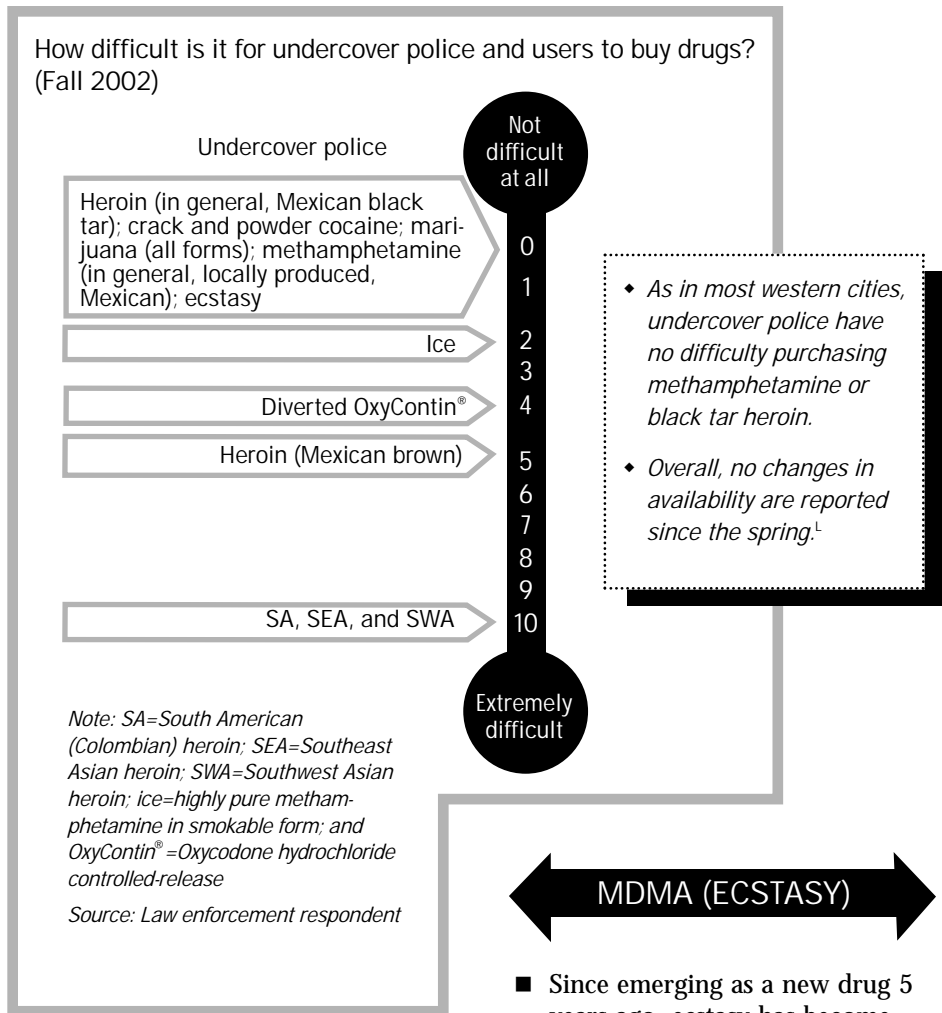 How difficult is it for undercover police and users to buy drugs?
(Fall 2002)
Not
difficult
at all
Undercover police
Heroin (in general, Mexican black
tar); crack and powder cocaine; mari-
juana (all forms); methamphetamine
(in general, locally produced,
Mexican); ecstasy
Ice
Diverted OxyContin®
Heroin (Mexican brown)
SA, SEA, and SWA
0
1
2
3
4
5
6
7
8
9
10
Extremely
difficult
◆ As in most western cities,
undercover police have
no difficulty purchasing
methamphetamine or
black tar heroin.
◆ Overall, no changes in
availability are reported
since the spring.L
Note: SA=South American
(Colombian) heroin; SEA=Southeast
Asian heroin; SWA=Southwest Asian
heroin; ice=highly pure metham-
phetamine in smokable form; and
OxyContin®=Oxycodone hydrochloride
controlled-release
Source: Law enforcement respondent
MDMA (ECSTASY)
■ Since emerging as a new drug 5
years ago, ecstasy has become